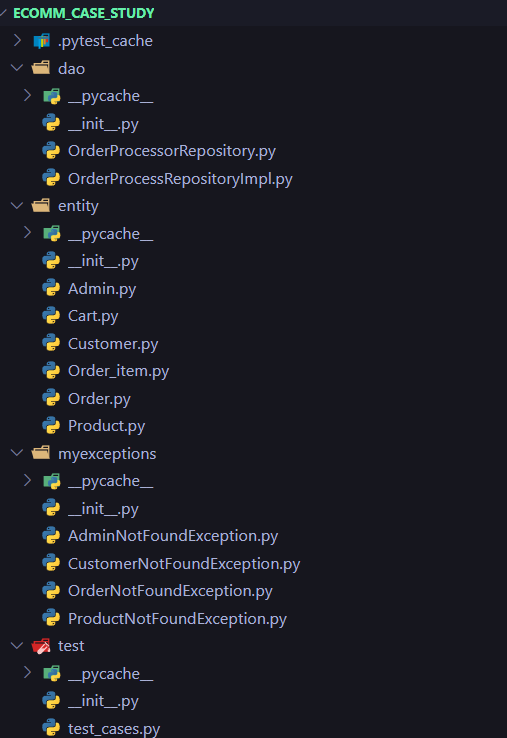 ECOMM_CASE_STUDY
.pytest_cache
dao
__pycache__
__init__.py
OrderProcessorRepository.py
OrderProcessRepositoryImpl.py
entity
__pycache__
__init__.py
Admin.py
Cart.py
Customer.py
Order_item.py
Order.py
Product.py
myexceptions
__pycache__
__init__.py
AdminNotFoundException.py
CustomerNotFoundException.py
OrderNotFoundException.py
ProductNotFoundException.py
test
__pycache__
__init__.py
test_cases.py